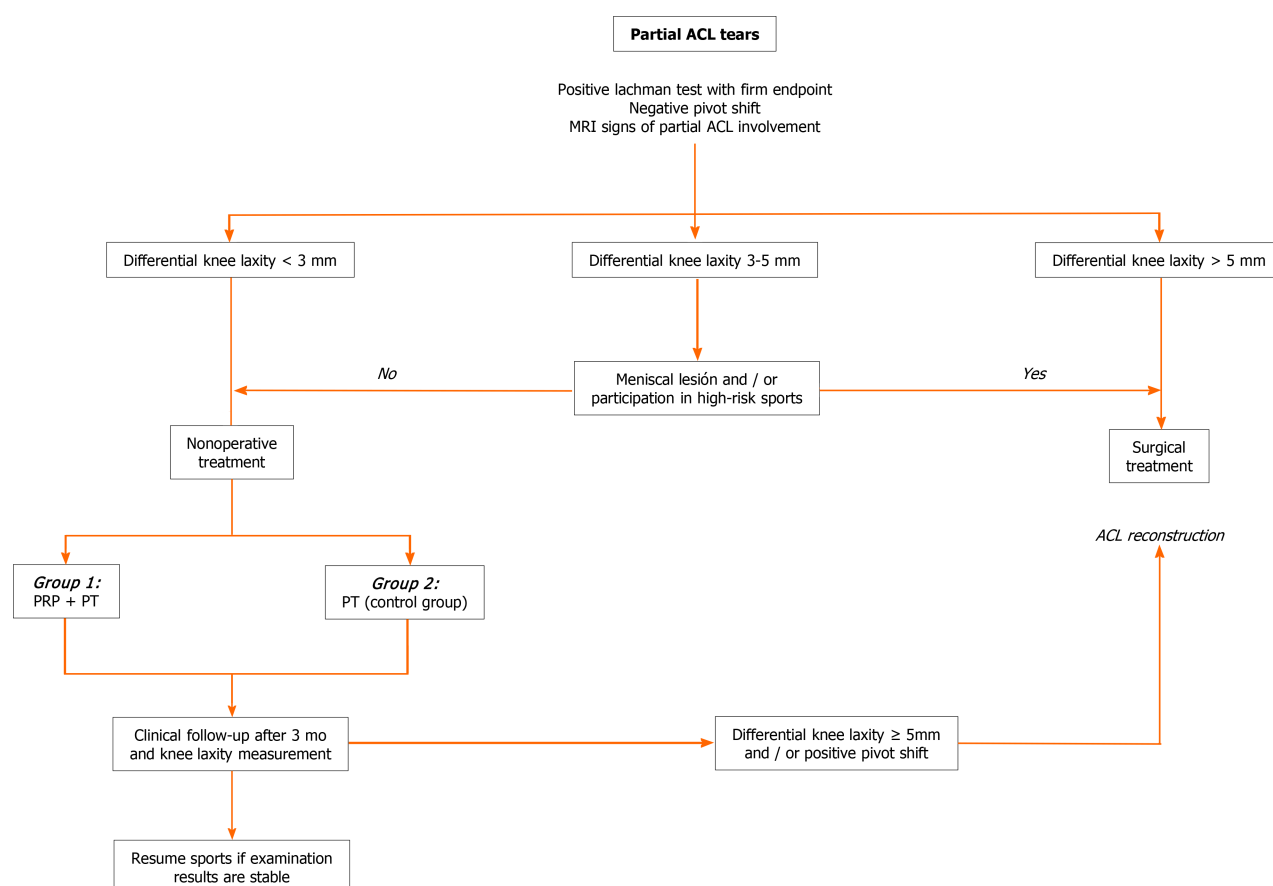 Partial ACL tears
Positive lachman test with firm endpoint
Negative pivot shift
MRI signs of partial ACL involvement
Differential knee laxity < 3 mm
Differential knee laxity 3-5 mm
Differential knee laxity > 5 mm
No
Meniscal lesión and / or
participation in high-risk sports
Yes
Nonoperative
treatment
Surgical
treatment
ACL reconstruction
Group 1:
PRP + PT
Group 2:
PT (control group)
Clinical follow-up after 3 mo
and knee laxity measurement
Differential knee laxity ≥ 5mm
and / or positive pivot shift
Resume sports if examination
results are stable